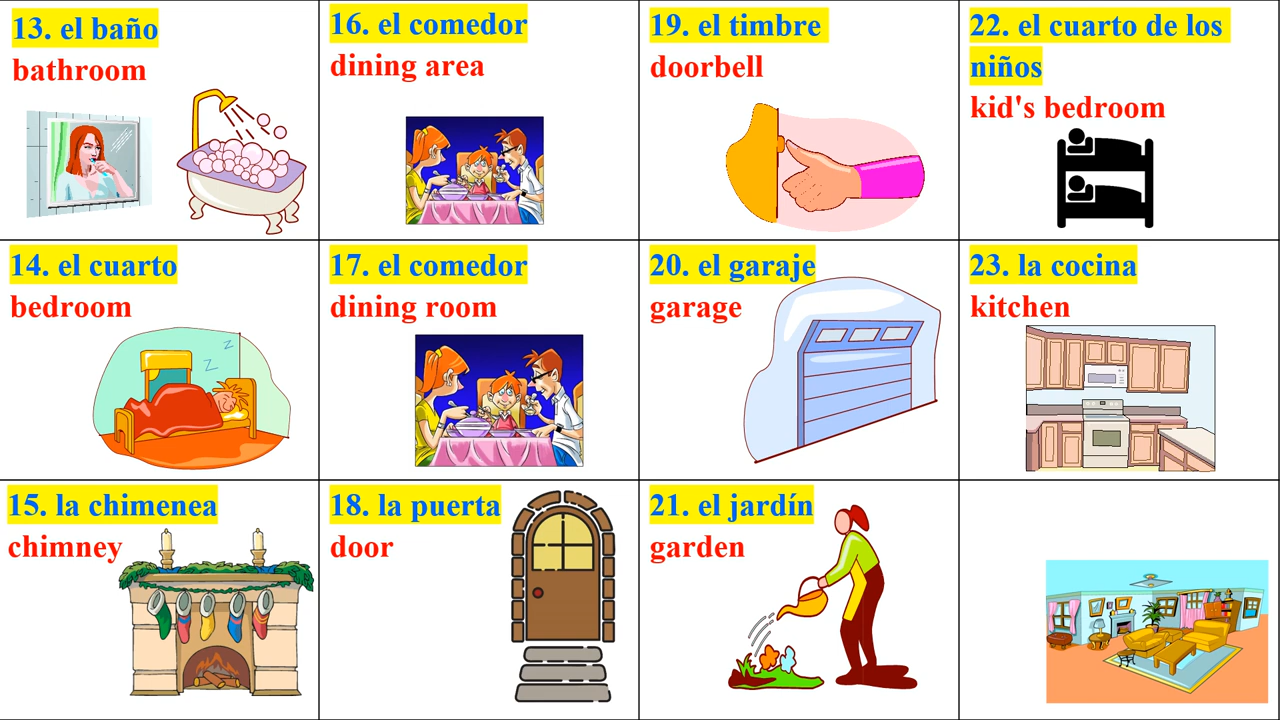 13. el baño
bathroom
16. el comedor
dining area
19. el timbre
doorbell
22. el cuarto de los
niños
kid's bedroom
14. el cuarto
bedroom
Z
Z
17. el comedor
dining room
20. el garaje
garage
23. la cocina
kitchen
15. la chimenea
chimney
18. la puerta
door
21. el jardín
garden